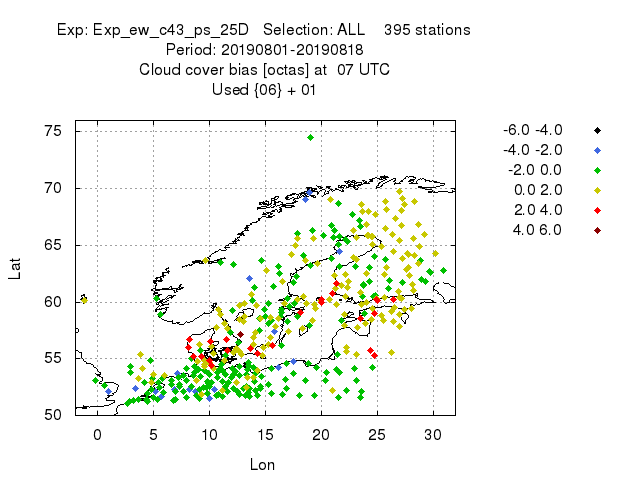 Exp: Exp_ew_c43_ps_25D   Selection: ALL    395 stations
Period: 20190801-20190818
Cloud cover bias [octas] at  07 UTC
Used {06} + 01
-6.0 -4.0
-4.0 -2.0
-2.0 0.0
0.0 2.0
2.0 4.0
4.0 6.0
75
70
65
60
55
50
Lat
0 5 10 15 20 25 30
Lon